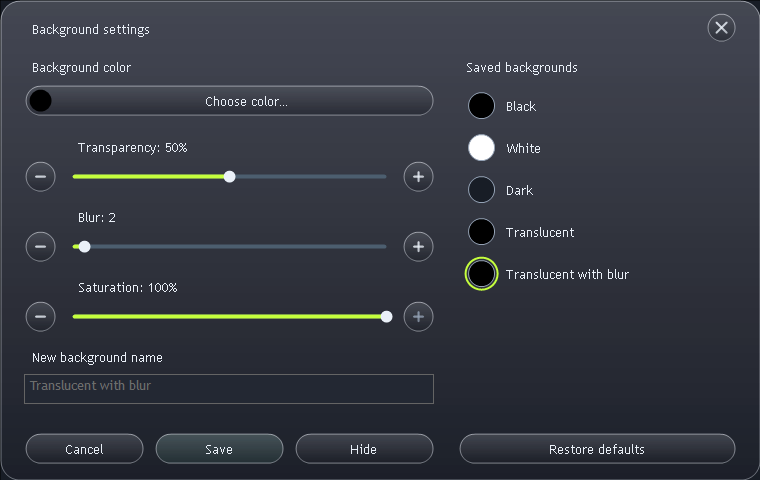 Background settings
Background color
Choose color...
Transparency: 50%
Blur: 2
Saturation: 100%
New background name
Translucent with blur
Cancel
Save
Hide
Saved backgrounds
Black
White
Dark
Translucent
Translucent with blur
Restore defaults